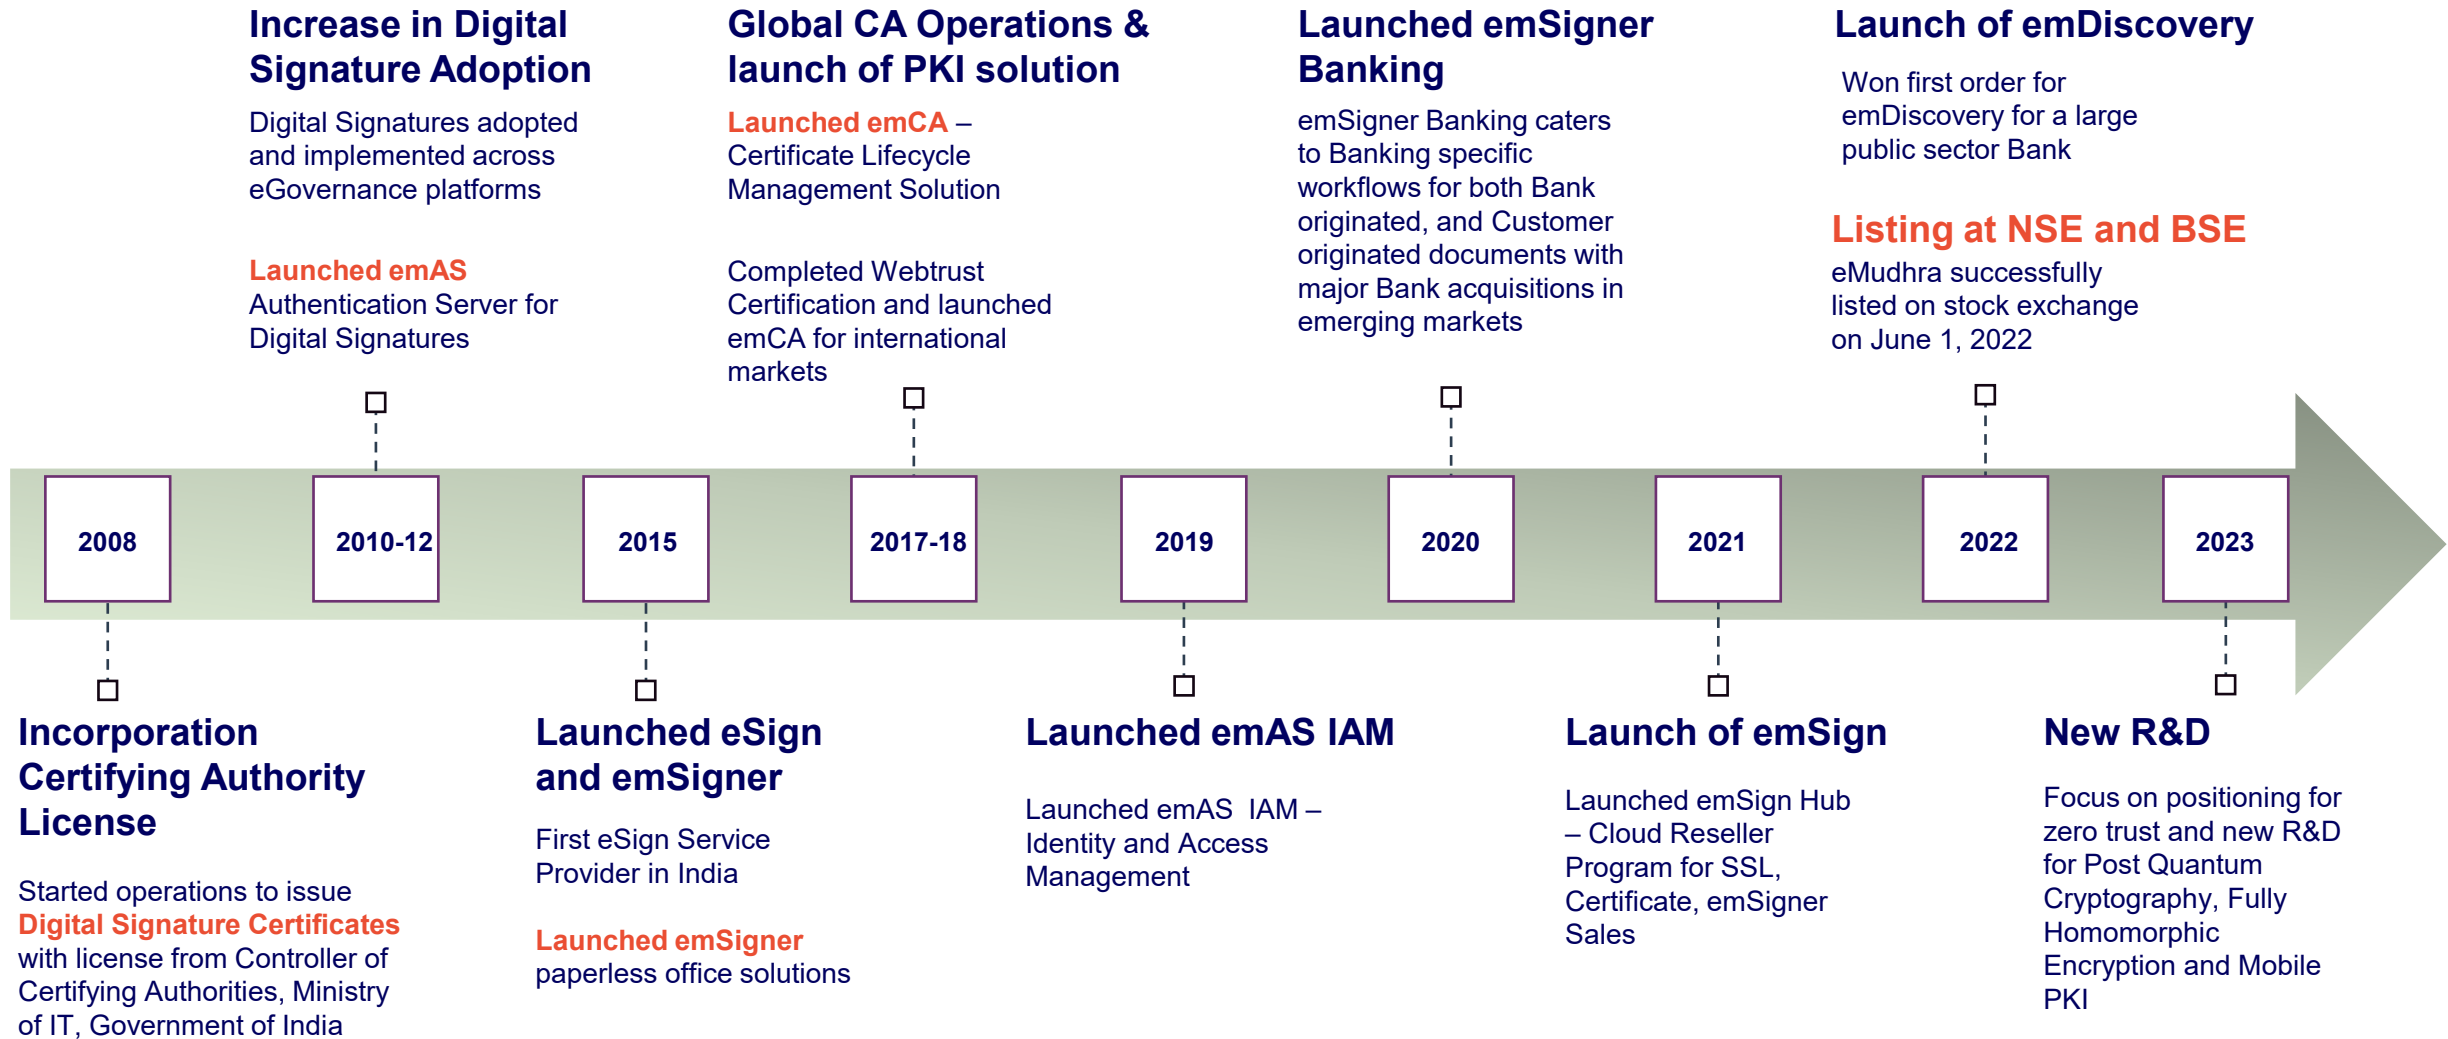 Increase in Digital
Signature Adoption
Digital Signatures adopted
and implemented across
eGovernance platforms
Launched emAS
Authentication Server for
Digital Signatures
Global CA Operations &
launch of PKI solution
Launched emCA –
Certificate Lifecycle
Management Solution
Completed Webtrust
Certification and launched
emCA for international
markets
Launched emSigner
Banking
emSigner Banking caters
to Banking specific
workflows for both Bank
originated, and Customer
originated documents with
major Bank acquisitions in
emerging markets
Launch of emDiscovery
Won first order for
emDiscovery for a large
public sector Bank
Listing at NSE and BSE
eMudhra successfully
listed on stock exchange
on June 1, 2022
2008
2010-12
2015
2017-18
2019
2020
2021
2022
2023
Incorporation
Certifying Authority
License
Started operations to issue
Digital Signature Certificates
with license from Controller of
Certifying Authorities, Ministry
of IT, Government of India
Launched eSign
and emSigner
First eSign Service
Provider in India
Launched emSigner
paperless office solutions
Launched emAS IAM
Launched emAS  IAM –
Identity and Access
Management
Launch of emSign
Launched emSign Hub
– Cloud Reseller
Program for SSL,
Certificate, emSigner
Sales
New R&D
Focus on positioning for
zero trust and new R&D
for Post Quantum
Cryptography, Fully
Homomorphic
Encryption and Mobile
PKI